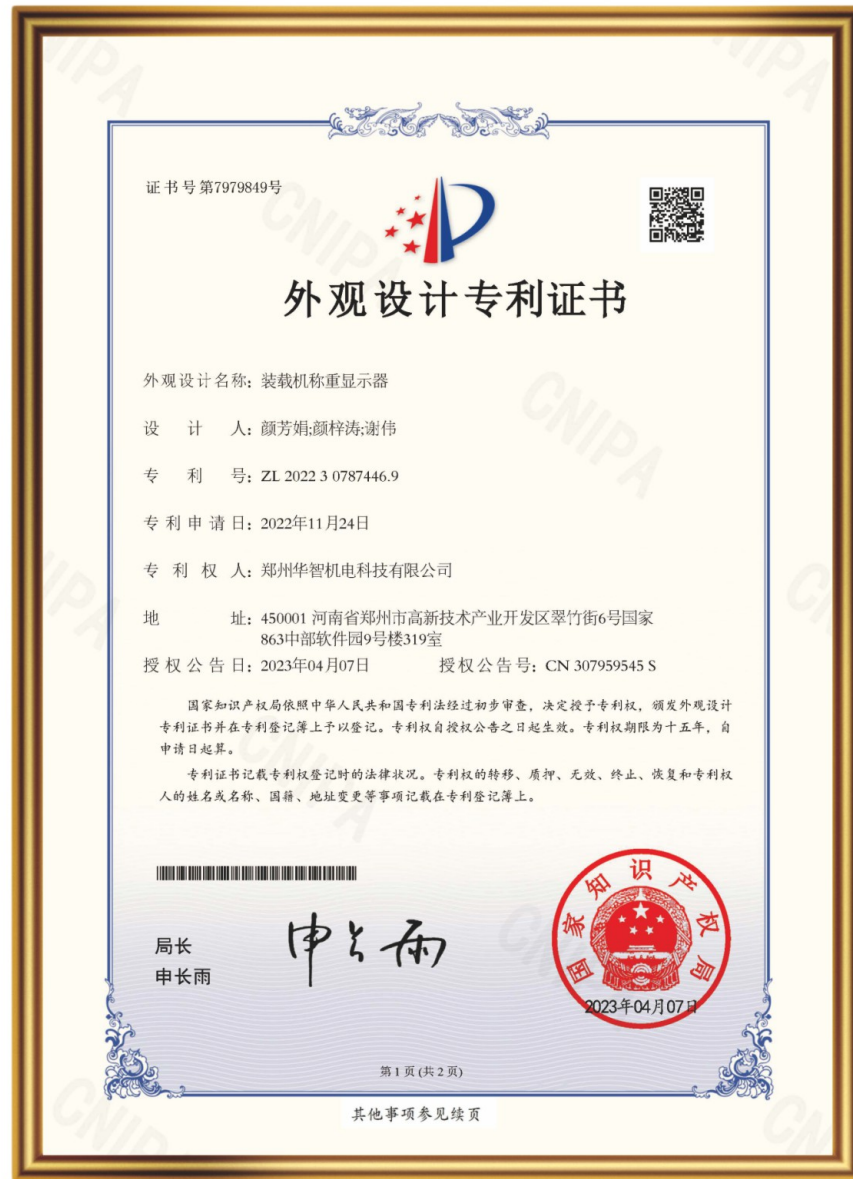 证书号第7979849号
外观设计专利证书
外观设计名称：装载机称重显示器
设计人：颜芳娟;颜梓涛;谢伟
专利号：ZL 2022 3 0787446.9
专利申请日：2022年11月24日
专利权人：郑州华智机电科技有限公司
地址：450001 河南省郑州市高新技术产业开发区翠竹街6号国家
863中部软件园9号楼319室
授权公告日：2023年04月07日 授权公告号：CN 307959545 S
国家知识产权局依照中华人民共和国专利法经过初步审查，决定授予专利权，颁发外观设计
专利证书并在专利登记簿上予以登记。专利权自授权公告之日起生效。专利权期限为十五年，自
申请日起算。
专利证书记载专利权登记时的法律状况。专利权的转移、质押、无效、终止、恢复和专利权
人的姓名或名称、国籍、地址变更等事项记载在专利登记簿上。
局长
申长雨
申长雨
国家知识产权局
2023年04月07日
第1页(共2页)
其他事项参见续页
CNIPA
CNIPA
CNIPA
CNIPA
CNIPA
CNIPA